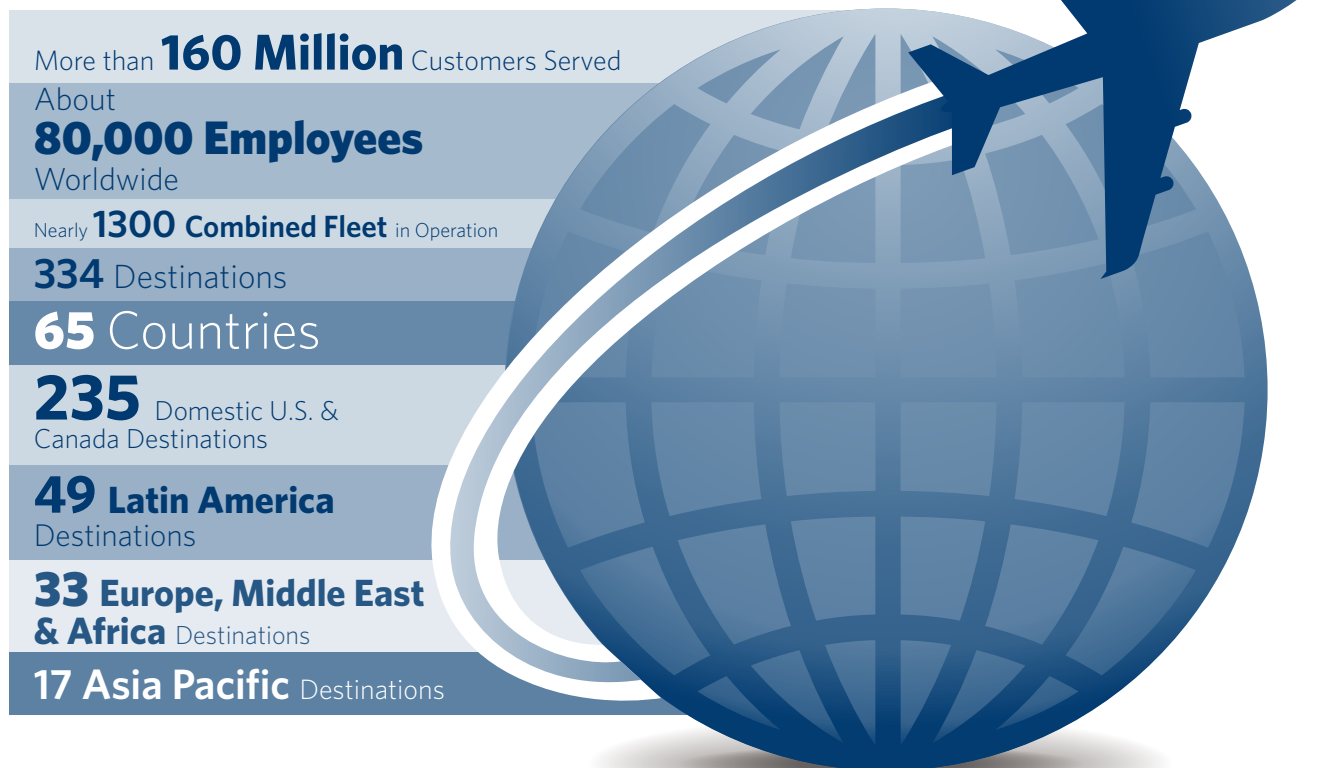 More than 160 Million Customers Served
About
80,000 Employees
Worldwide
Nearly 1300 Combined Fleet in Operation
334 Destinations
65 Countries
235 Domestic U.S. &
Canada Destinations
49 Latin America
Destinations
33 Europe, Middle East
& Africa Destinations
17 Asia Pacific Destinations